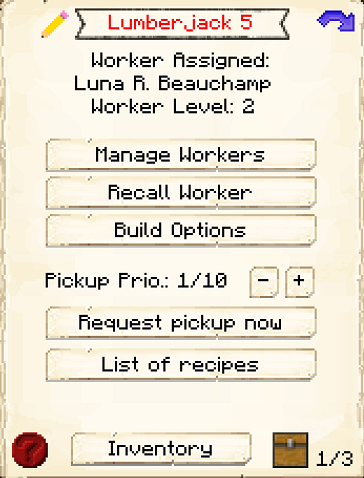 Lumberjack 5
Worker Assigned:
Luna R. Beauchamp
Worker Level: 2
Manage Workers
Recall Worker
Build Options
Pickup Prio.: 1/10 - +
Request pickup now
List of recipes
Inventory
1/3